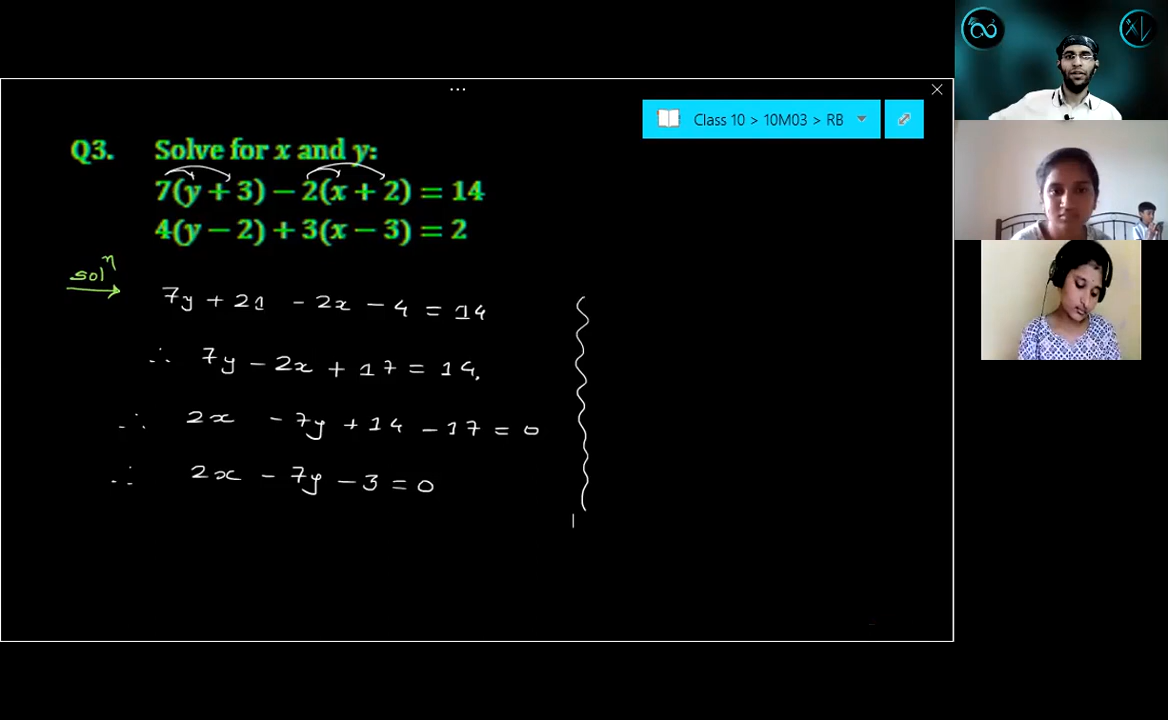 Class 10 > 10M03 > RB
Q3. Solve for x and y:
7(y + 3) − 2(x + 2) = 14
4(y − 2) + 3(x − 3) = 2
solⁿ
7y + 21 - 2x - 4 = 14
∴ 7y - 2x + 17 = 14.
∴ 2x - 7y + 14 - 17 = 0
∴ 2x - 7y - 3 = 0